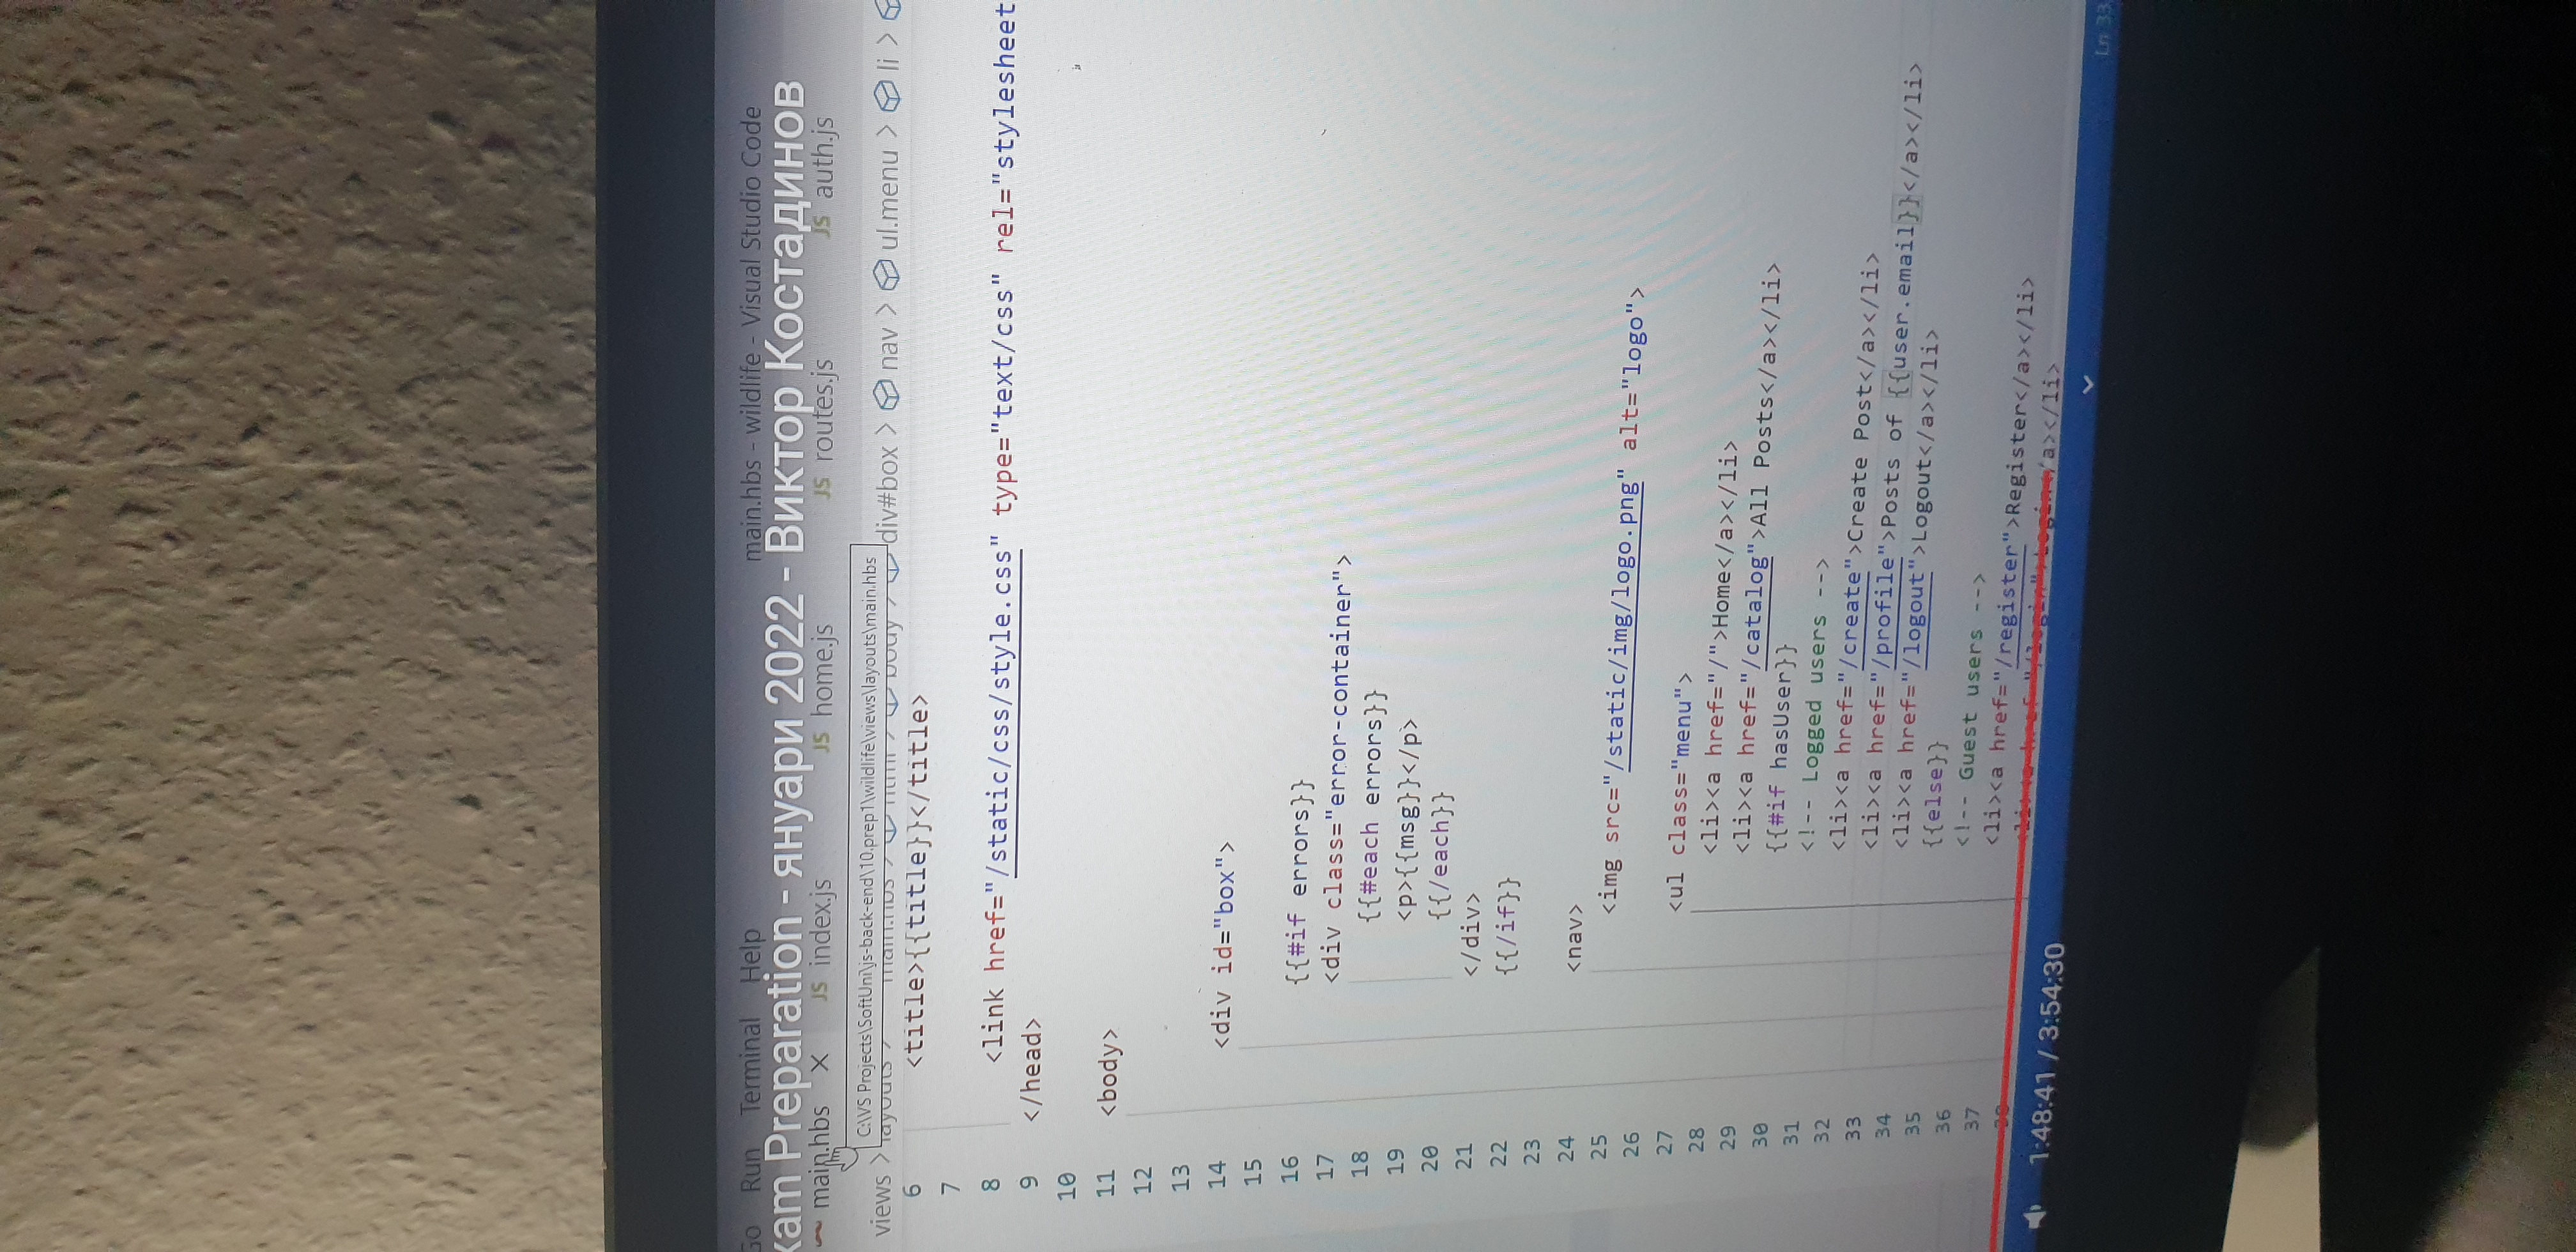 Go Run Terminal Help main.hbs - wildlife - Visual Studio Code
xam Preparation - януари 2022 - Виктор Костадинов
main.hbs × JS index.js JS home.js JS routes.js JS auth.js
C:\VS Projects\SoftUni\js-back-end\10.prep1\wildlife\views\layouts\main.hbs
views > layouts > main.hbs > html > body > div#box > nav > ul.menu > li >
6 <title>{{title}}</title>
7
8 <link href="/static/css/style.css" type="text/css" rel="stylesheet
9 </head>
10
11 <body>
12
13
14 <div id="box">
15
16 {{#if errors}}
17 <div class="error-container">
18 {{#each errors}}
19 <p>{{msg}}</p>
20 {{/each}}
21 </div>
22 {{/if}}
23
24 <nav>
25 <img src="/static/img/logo.png" alt="logo">
26
27 <ul class="menu">
28 <li><a href="/">Home</a></li>
29 <li><a href="/catalog">All Posts</a></li>
30 {{#if hasUser}}
31 <!-- Logged users -->
32 <li><a href="/create">Create Post</a></li>
33 <li><a href="/profile">Posts of {{user.email}}</a></li>
34 <li><a href="/logout">Logout</a></li>
35 {{else}}
36 <!-- Guest users -->
37 <li><a href="/register">Register</a></li>
38 <li><a href="/login">Login</a></li>
1:48:41 / 3:54:30
Ln 33